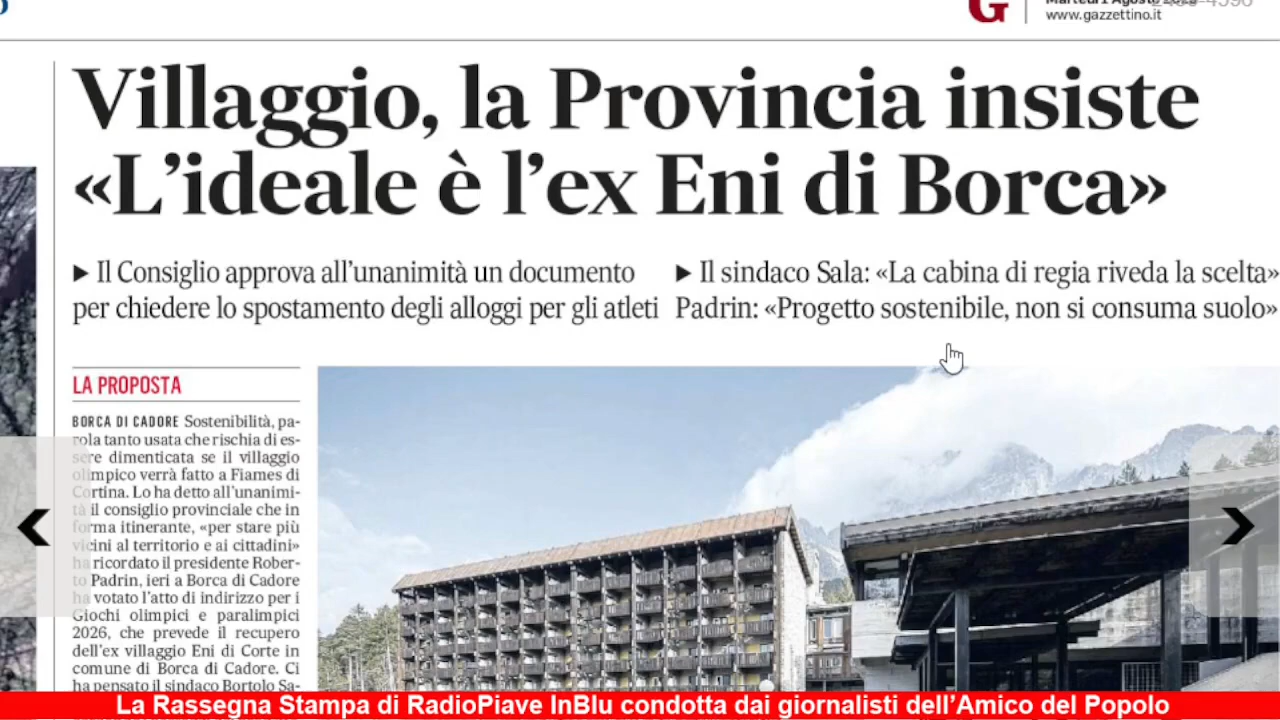 G
www.gazzettino.it
Villaggio, la Provincia insiste
«L'ideale è l'ex Eni di Borca»
▶ Il Consiglio approva all'unanimità un documento
per chiedere lo spostamento degli alloggi per gli atleti
▶ Il sindaco Sala: «La cabina di regia riveda la scelta»
Padrin: «Progetto sostenibile, non si consuma suolo»
LA PROPOSTA
BORCA DI CADORE Sostenibilità, pa-
rola tanto usata che rischia di es-
sere dimenticata se il villaggio
olimpico verrà fatto a Fiames di
Cortina. Lo ha detto all'unanimi-
tà il consiglio provinciale che in
forma itinerante, «per stare più
vicini al territorio e ai cittadini»
ha ricordato il presidente Rober-
to Padrin, ieri a Borca di Cadore
ha votato l'atto di indirizzo per i
Giochi olimpici e paralimpici
2026, che prevede il recupero
dell'ex villaggio Eni di Corte in
comune di Borca di Cadore. Ci
ha pensato il sindaco Bortolo Sa-
La Rassegna Stampa di RadioPiave InBlu condotta dai giornalisti dell'Amico del Popolo